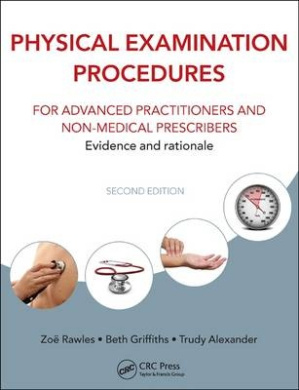 PHYSICAL EXAMINATION
PROCEDURES
FOR ADVANCED PRACTITIONERS AND
NON-MEDICAL PRESCRIBERS
Evidence and rationale
SECOND EDITION
Zoë Rawles • Beth Griffiths • Trudy Alexander
CRC Press
Taylor & Francis Group